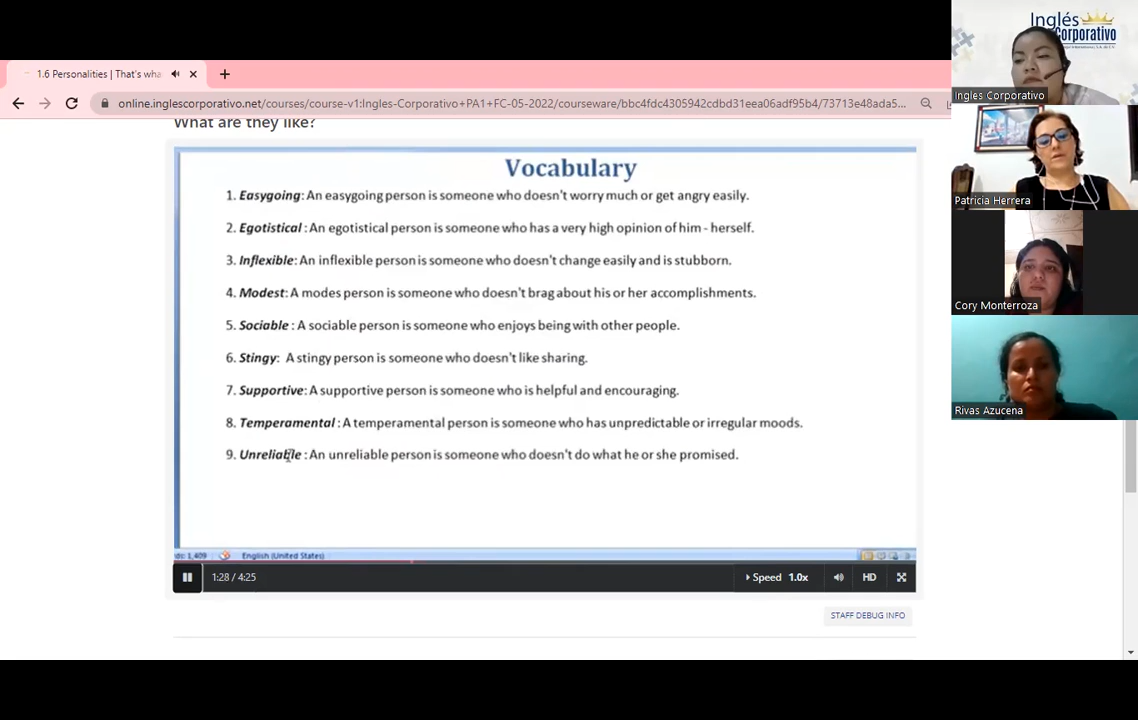 1.6 Personalities | That's wha
online.inglescorporativo.net/courses/course-v1:Ingles-Corporativo+PA1+FC-05-2022/courseware/bbc4fdc4305942cdbd31eea06adf95b4/73713e48ada5...
What are they like?
Vocabulary
1. Easygoing: An easygoing person is someone who doesn't worry much or get angry easily.
2. Egotistical : An egotistical person is someone who has a very high opinion of him - herself.
3. Inflexible: An inflexible person is someone who doesn't change easily and is stubborn.
4. Modest: A modes person is someone who doesn't brag about his or her accomplishments.
5. Sociable : A sociable person is someone who enjoys being with other people.
6. Stingy: A stingy person is someone who doesn't like sharing.
7. Supportive: A supportive person is someone who is helpful and encouraging.
8. Temperamental : A temperamental person is someone who has unpredictable or irregular moods.
9. Unreliable : An unreliable person is someone who doesn't do what he or she promised.
ds: 1,409 English (United States)
1:28 / 4:25 Speed 1.0x HD
STAFF DEBUG INFO
Inglés
Corporativo
Ingles Corporativo
Patricia Herrera
Cory Monterroza
Rivas Azucena